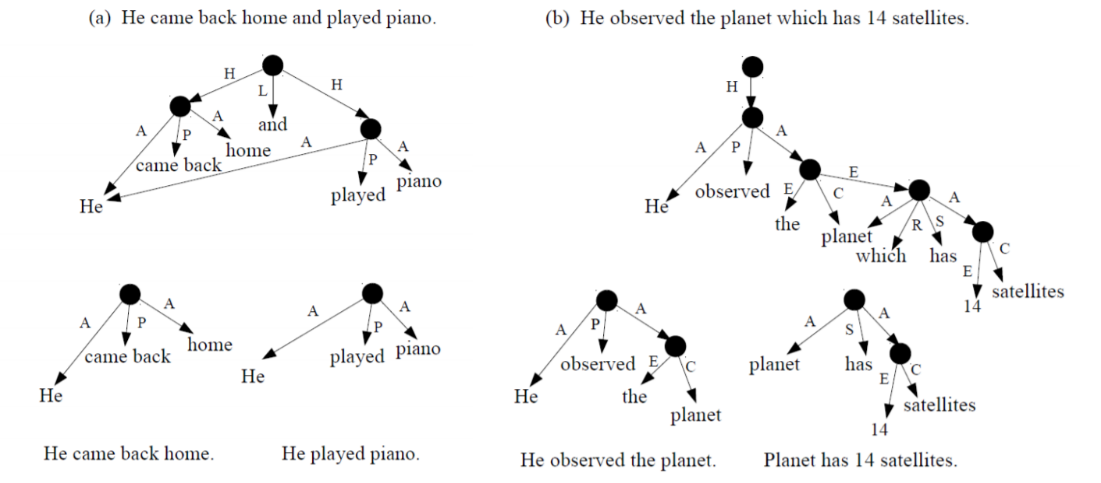 (a) He came back home and played piano.
(b) He observed the planet which has 14 satellites.
H
L
H
A
P
A
and
home
came back
He
A
P
A
played
piano
H
A
P
A
He
observed
E
C
E
the
planet
A
R
S
A
which
has
E
C
14
satellites
A
P
A
He
came back
home
A
P
A
He
played
piano
A
P
A
He
observed
E
C
the
planet
A
S
A
planet
has
E
C
14
satellites
He came back home.
He played piano.
He observed the planet.
Planet has 14 satellites.